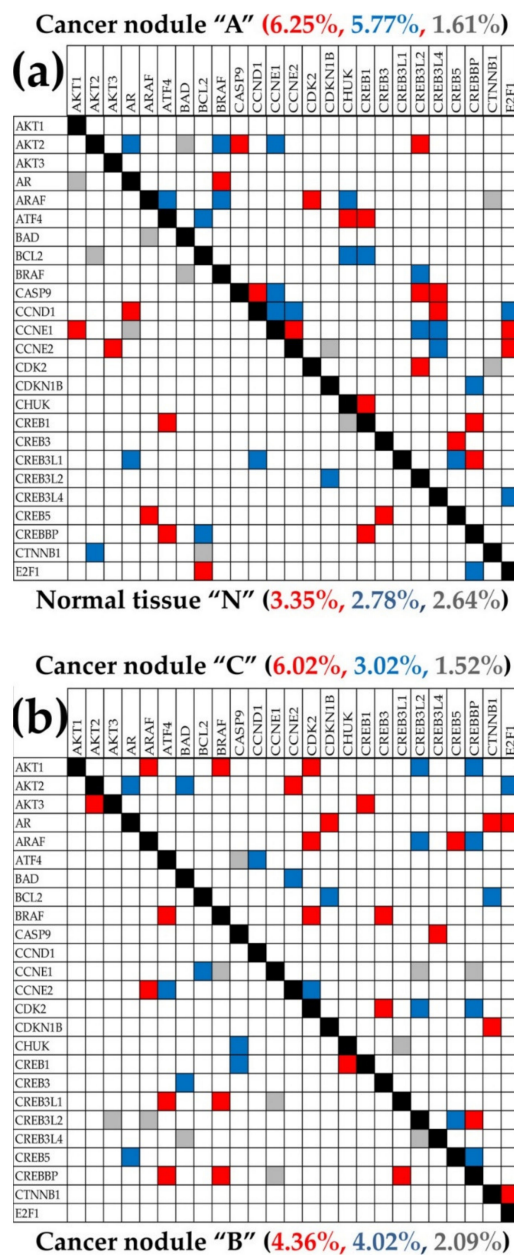 Cancer nodule “A” (6.25%, 5.77%, 1.61%)
(a)
AKT1
AKT2
AKT3
AR
ARAF
ATF4
BAD
BCL2
BRAF
CASP9
CCND1
CCNE1
CCNE2
CDK2
CDKN1B
CHUK
CREB1
CREB3
CREB3L1
CREB3L2
CREB3L4
CREB5
CREBBP
CTNNB1
E2F1
AKT1
AKT2
AKT3
AR
ARAF
ATF4
BAD
BCL2
BRAF
CASP9
CCND1
CCNE1
CCNE2
CDK2
CDKN1B
CHUK
CREB1
CREB3
CREB3L1
CREB3L2
CREB3L4
CREB5
CREBBP
CTNNB1
E2F1
Normal tissue “N” (3.35%, 2.78%, 2.64%)
Cancer nodule “C” (6.02%, 3.02%, 1.52%)
(b)
AKT1
AKT2
AKT3
AR
ARAF
ATF4
BAD
BCL2
BRAF
CASP9
CCND1
CCNE1
CCNE2
CDK2
CDKN1B
CHUK
CREB1
CREB3
CREB3L1
CREB3L2
CREB3L4
CREB5
CREBBP
CTNNB1
E2F1
AKT1
AKT2
AKT3
AR
ARAF
ATF4
BAD
BCL2
BRAF
CASP9
CCND1
CCNE1
CCNE2
CDK2
CDKN1B
CHUK
CREB1
CREB3
CREB3L1
CREB3L2
CREB3L4
CREB5
CREBBP
CTNNB1
E2F1
Cancer nodule “B” (4.36%, 4.02%, 2.09%)